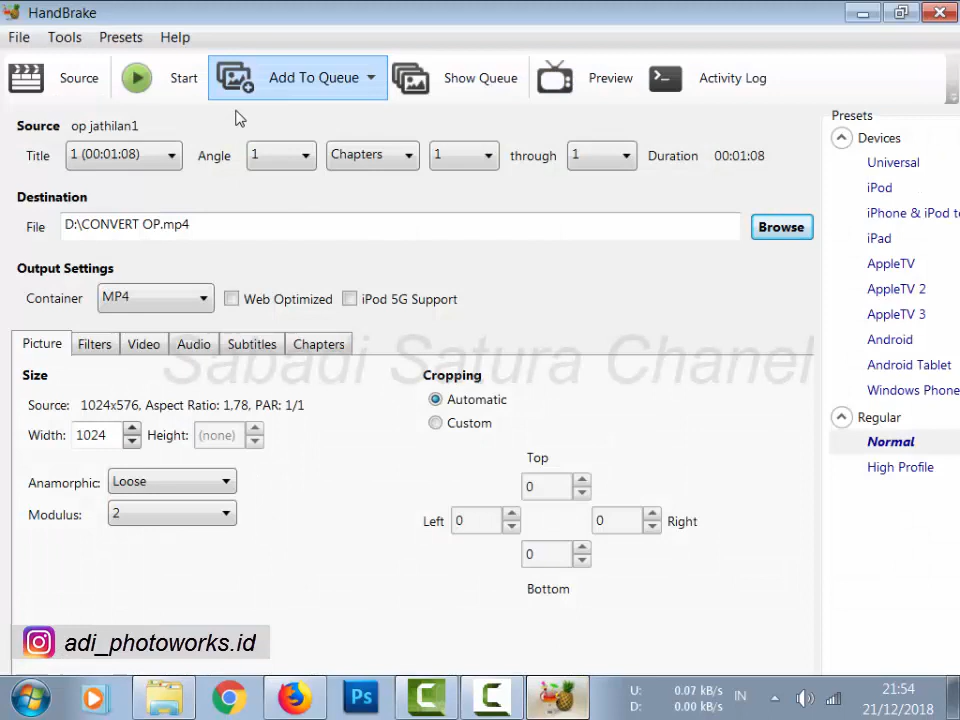 HandBrake
File Tools Presets Help
Source Start Add To Queue Show Queue Preview Activity Log
Source op jathilan1
Title 1 (00:01:08) Angle 1 Chapters 1 through 1 Duration 00:01:08
Destination
File D:\CONVERT OP.mp4 Browse
Output Settings
Container MP4 Web Optimized iPod 5G Support
Picture Filters Video Audio Subtitles Chapters
Sabadi Satura Chanel
Size
Source: 1024x576, Aspect Ratio: 1,78, PAR: 1/1
Width: 1024 Height: (none)
Anamorphic: Loose
Modulus: 2
Cropping
Automatic
Custom
Top
0
Left 0 0 Right
0
Bottom
Presets
Devices
Universal
iPod
iPhone & iPod to
iPad
AppleTV
AppleTV 2
AppleTV 3
Android
Android Tablet
Windows Phone
Regular
Normal
High Profile
adi_photoworks.id
Ps
U: 0.07 kB/s
D: 0.00 kB/s
IN
21:54
21/12/2018